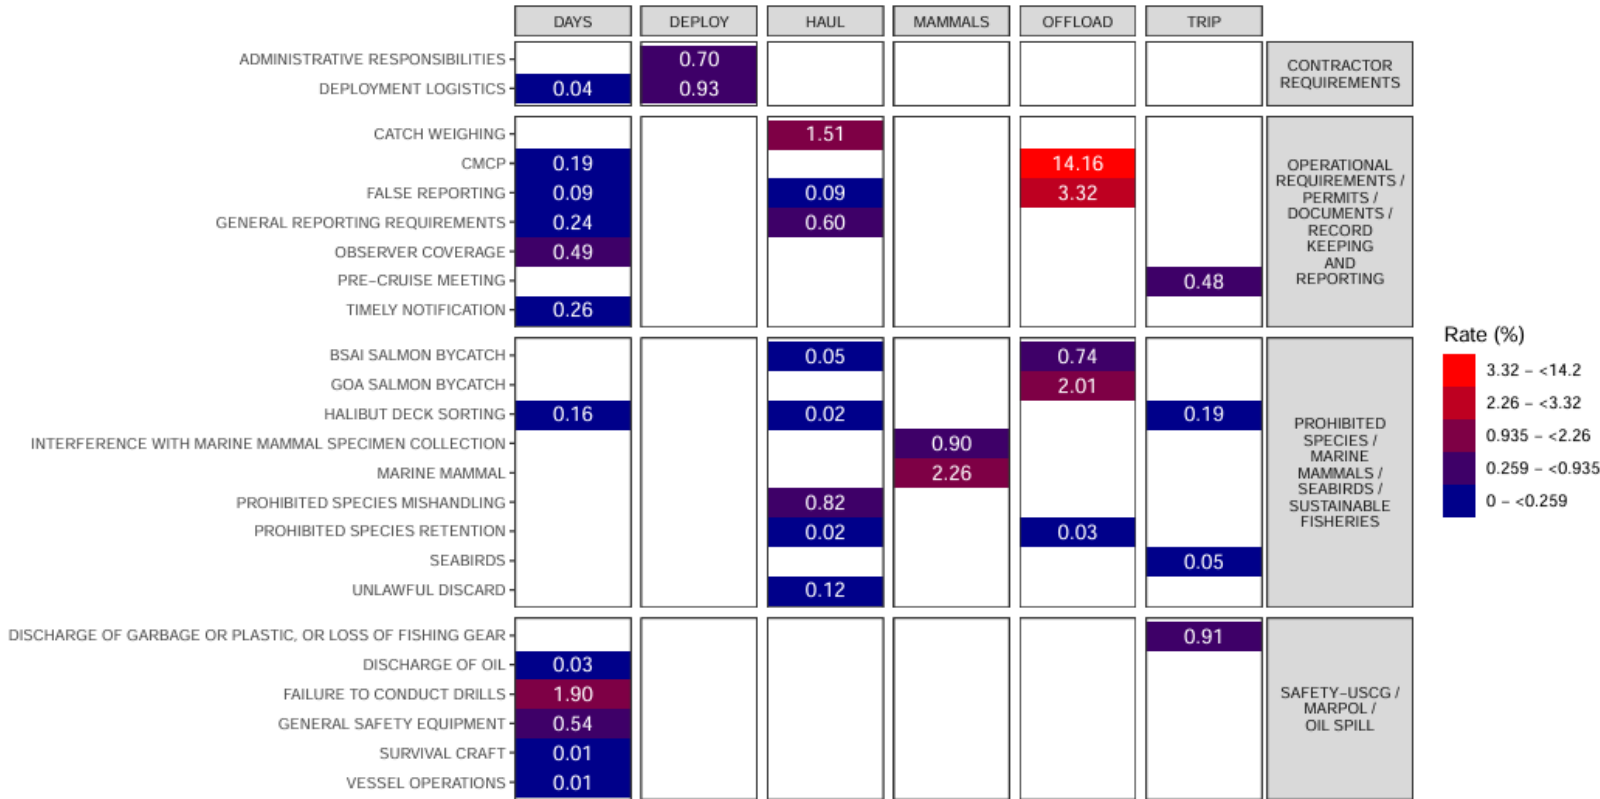 DAYS DEPLOY HAUL MAMMALS OFFLOAD TRIP
ADMINISTRATIVE RESPONSIBILITIES 0.70
DEPLOYMENT LOGISTICS 0.04 0.93
CONTRACTOR
REQUIREMENTS
CATCH WEIGHING 1.51
CMCP 0.19 14.16
FALSE REPORTING 0.09 0.09 3.32
GENERAL REPORTING REQUIREMENTS 0.24 0.60
OBSERVER COVERAGE 0.49
PRE–CRUISE MEETING 0.48
TIMELY NOTIFICATION 0.26
OPERATIONAL
REQUIREMENTS /
PERMITS /
DOCUMENTS /
RECORD
KEEPING
AND
REPORTING
BSAI SALMON BYCATCH 0.05 0.74
GOA SALMON BYCATCH 2.01
HALIBUT DECK SORTING 0.16 0.02 0.19
INTERFERENCE WITH MARINE MAMMAL SPECIMEN COLLECTION 0.90
MARINE MAMMAL 2.26
PROHIBITED SPECIES MISHANDLING 0.82
PROHIBITED SPECIES RETENTION 0.02 0.03
SEABIRDS 0.05
UNLAWFUL DISCARD 0.12
PROHIBITED
SPECIES /
MARINE
MAMMALS /
SEABIRDS /
SUSTAINABLE
FISHERIES
DISCHARGE OF GARBAGE OR PLASTIC, OR LOSS OF FISHING GEAR 0.91
DISCHARGE OF OIL 0.03
FAILURE TO CONDUCT DRILLS 1.90
GENERAL SAFETY EQUIPMENT 0.54
SURVIVAL CRAFT 0.01
VESSEL OPERATIONS 0.01
SAFETY–USCG /
MARPOL /
OIL SPILL
Rate (%)
3.32 – <14.2
2.26 – <3.32
0.935 – <2.26
0.259 – <0.935
0 – <0.259